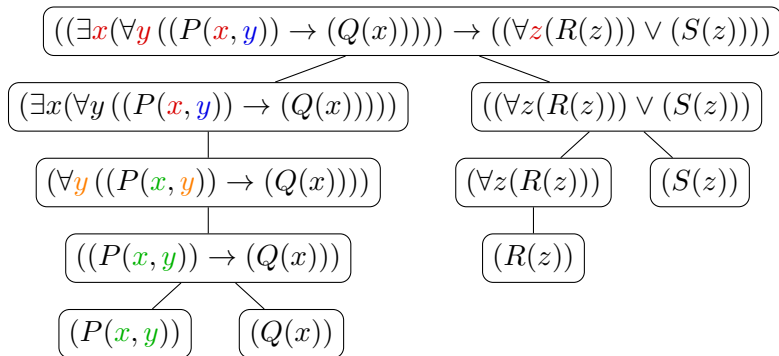 ((∃x(∀y ((P(x, y)) → (Q(x))))) → ((∀z(R(z))) ∨ (S(z))))
(∃x(∀y ((P(x, y)) → (Q(x)))))
((∀z(R(z))) ∨ (S(z)))
(∀y ((P(x, y)) → (Q(x))))
(∀z(R(z)))
(S(z))
((P(x, y)) → (Q(x)))
(R(z))
(P(x, y))
(Q(x))